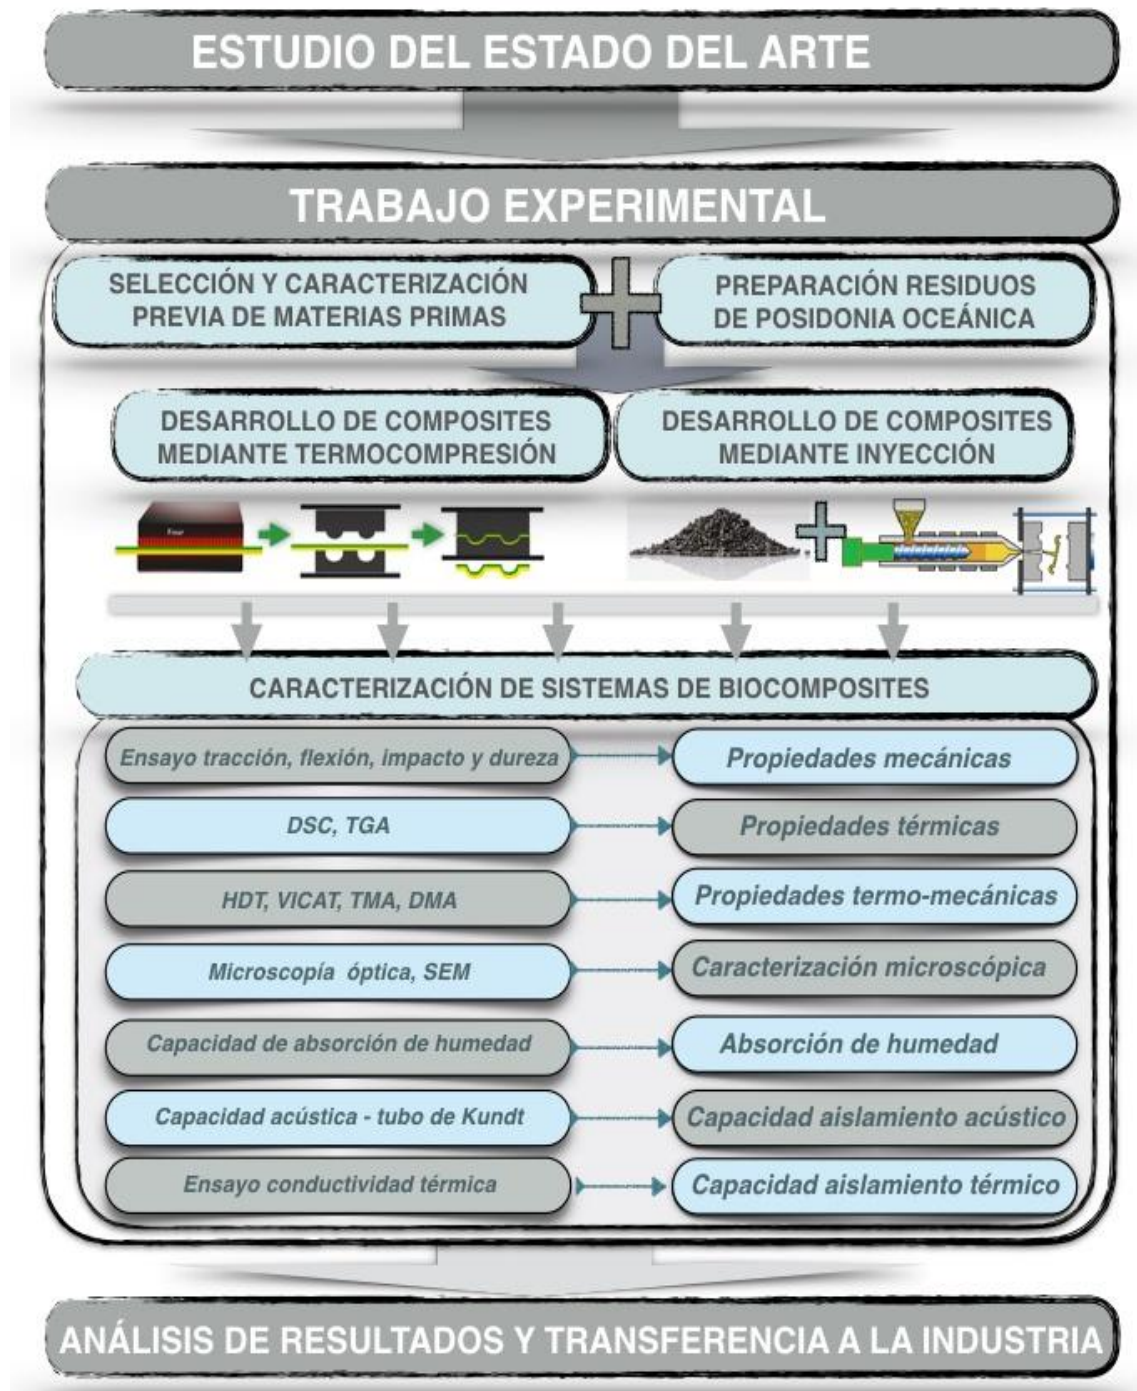 ESTUDIO DEL ESTADO DEL ARTE
TRABAJO EXPERIMENTAL
SELECCIÓN Y CARACTERIZACIÓN
PREVIA DE MATERIAS PRIMAS
PREPARACIÓN RESIDUOS
DE POSIDONIA OCEÁNICA
DESARROLLO DE COMPOSITES
MEDIANTE TERMOCOMPRESIÓN
DESARROLLO DE COMPOSITES
MEDIANTE INYECCIÓN
Four
CARACTERIZACIÓN DE SISTEMAS DE BIOCOMPOSITES
Ensayo tracción, flexión, impacto y dureza
Propiedades mecánicas
DSC, TGA
Propiedades térmicas
HDT, VICAT, TMA, DMA
Propiedades termo-mecánicas
Microscopía óptica, SEM
Caracterización microscópica
Capacidad de absorción de humedad
Absorción de humedad
Capacidad acústica - tubo de Kundt
Capacidad aislamiento acústico
Ensayo conductividad térmica
Capacidad aislamiento térmico
ANÁLISIS DE RESULTADOS Y TRANSFERENCIA A LA INDUSTRIA